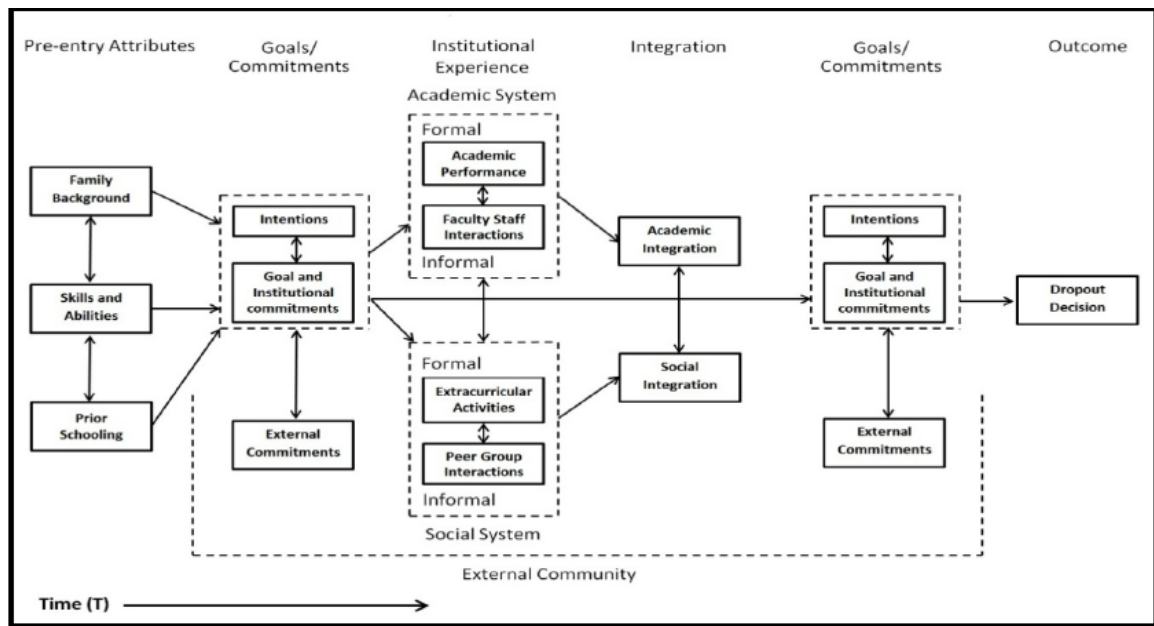 Pre-entry Attributes
Goals/
Commitments
Institutional
Experience
Integration
Goals/
Commitments
Outcome
Academic System
Formal
Academic
Performance
Faculty Staff
Interactions
Informal
Family
Background
Skills and
Abilities
Prior
Schooling
Intentions
Goal and
Institutional
commitments
External
Commitments
Formal
Extracurricular
Activities
Peer Group
Interactions
Informal
Social System
Academic
Integration
Social
Integration
Intentions
Goal and
Institutional
commitments
External
Commitments
Dropout
Decision
External Community
Time (T)